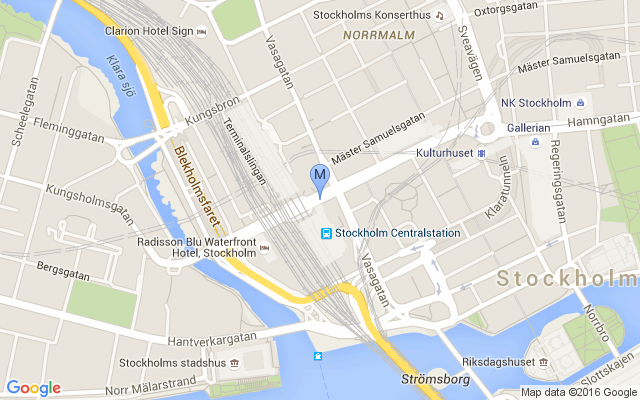 Oxtorgsgatan
Stockholms Konserthus
Clarion Hotel Sign
NORRMALM
Sveavägen
Vasagatan
Mäster Samuelsgatan
Klara sjö
Scheelegatan
Kungsbron
NK Stockholm
Hamngatan
Fleminggatan
Terminalslingan
Mäster Samuelsgatan
Gallerian
Blekholmsfaret
Kulturhuset
Regeringsgatan
M
Klaratunneln
Kungsholmsgatan
Stockholm Centralstation
Radisson Blu Waterfront
Hotel, Stockholm
Bergsgatan
Vasagatan
Stockholm
Norrbro
Hantverkargatan
Stockholms stadshus
Riksdagshuset
Slottskajen
Norr Mälarstrand
Strömsborg
Google
Map data ©2016 Google